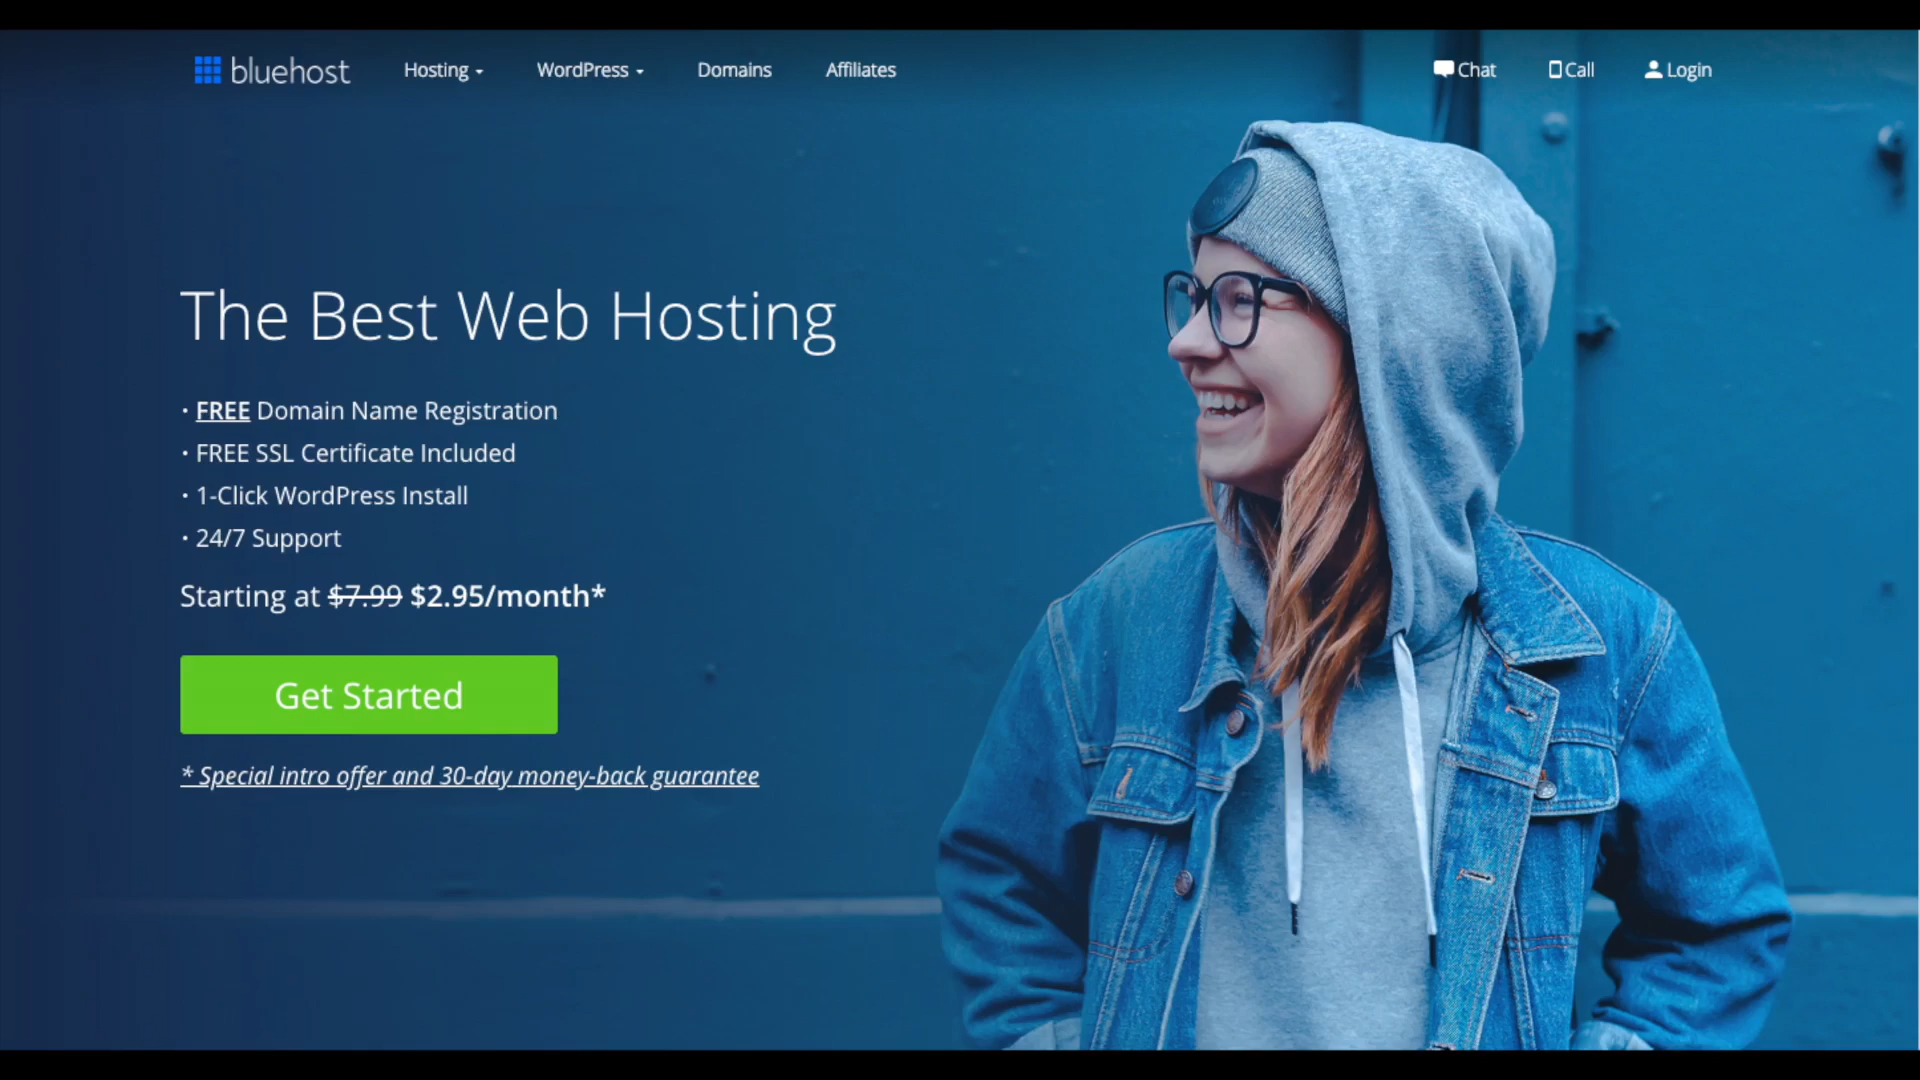 bluehost
Hosting
WordPress
Domains
Affiliates
Chat
Call
Login
The Best Web Hosting
· FREE Domain Name Registration
· FREE SSL Certificate Included
· 1-Click WordPress Install
· 24/7 Support
Starting at $7.99 $2.95/month*
Get Started
* Special intro offer and 30-day money-back guarantee